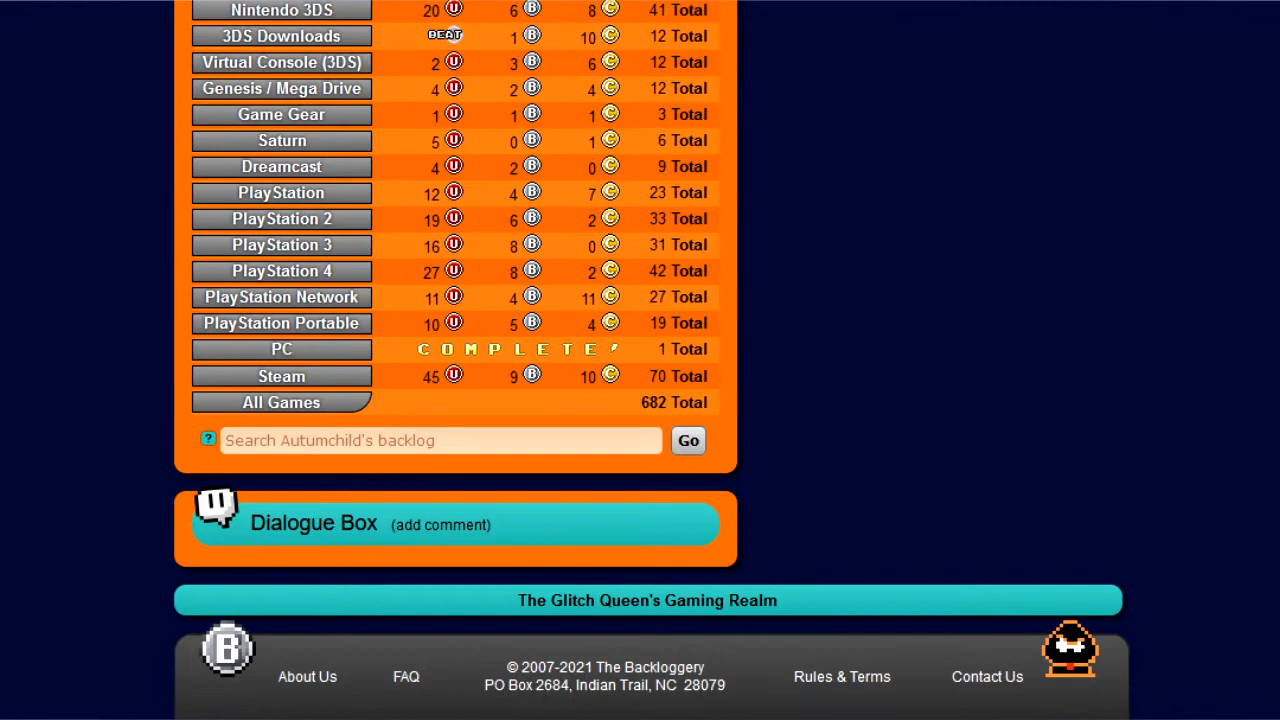 Nintendo 3DS 20 U 6 B 8 C 41 Total
3DS Downloads BEAT 1 B 10 C 12 Total
Virtual Console (3DS) 2 U 3 B 6 C 12 Total
Genesis / Mega Drive 4 U 2 B 4 C 12 Total
Game Gear 1 U 1 B 1 C 3 Total
Saturn 5 U 0 B 1 C 6 Total
Dreamcast 4 U 2 B 0 C 9 Total
PlayStation 12 U 4 B 7 C 23 Total
PlayStation 2 19 U 6 B 2 C 33 Total
PlayStation 3 16 U 8 B 0 C 31 Total
PlayStation 4 27 U 8 B 2 C 42 Total
PlayStation Network 11 U 4 B 11 C 27 Total
PlayStation Portable 10 U 5 B 4 C 19 Total
PC COMPLETE! 1 Total
Steam 45 U 9 B 10 C 70 Total
All Games 682 Total
? Search Autumchild's backlog Go
Dialogue Box (add comment)
The Glitch Queen's Gaming Realm
B
About Us FAQ © 2007-2021 The Backloggery Rules & Terms Contact Us
PO Box 2684, Indian Trail, NC 28079